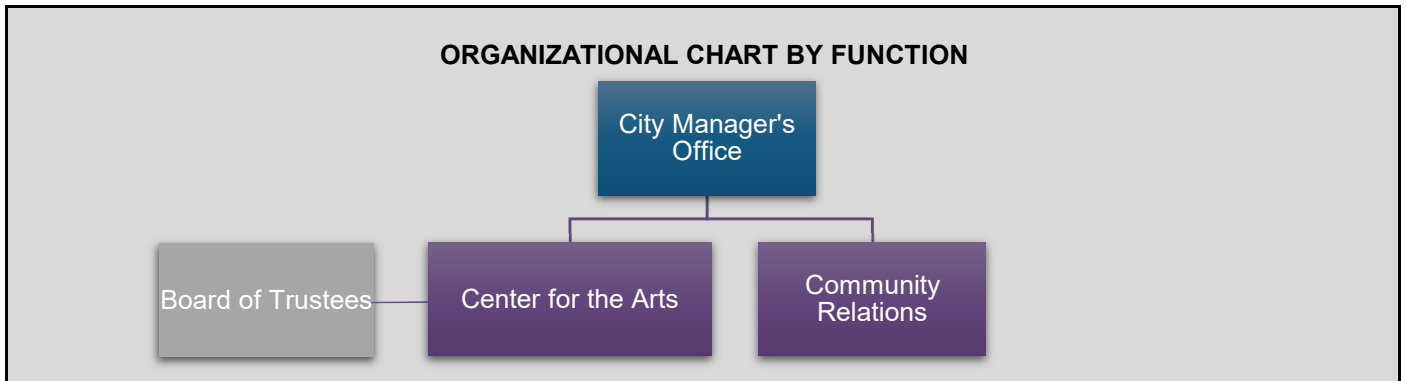 ORGANIZATIONAL CHART BY FUNCTION
City Manager's
Office
Board of Trustees
Center for the Arts
Community
Relations